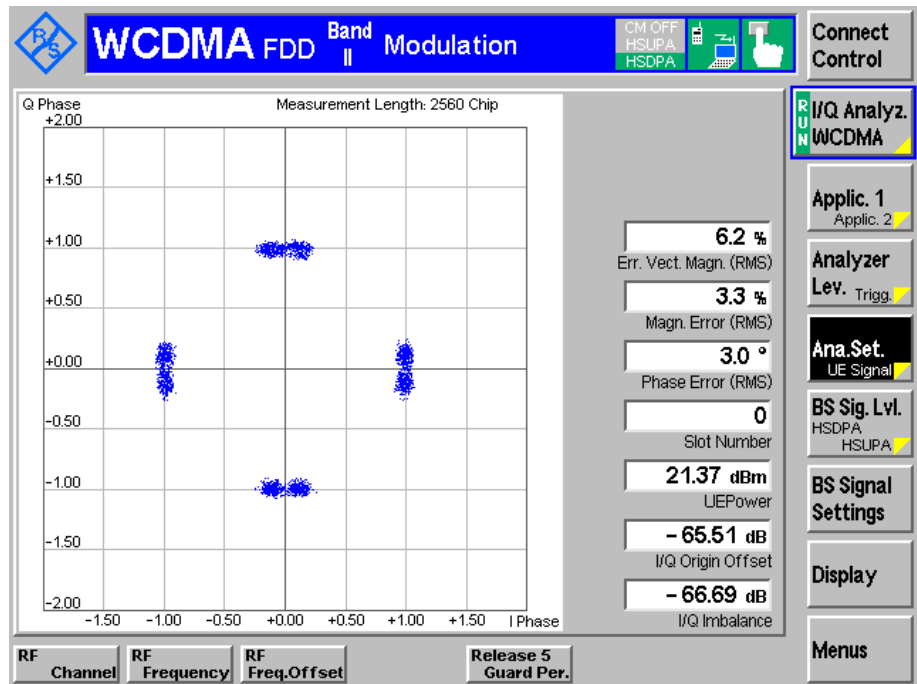 R&S
WCDMA FDD Band II Modulation
CM OFF
HSUPA
HSDPA
Connect Control
Q Phase
Measurement Length: 2560 Chip
+2.00
+1.50
+1.00
+0.50
+0.00
−0.50
−1.00
−1.50
−2.00
−1.50 −1.00 −0.50 +0.00 +0.50 +1.00 +1.50 I Phase
6.2 %
Err. Vect. Magn. (RMS)
3.3 %
Magn. Error (RMS)
3.0 °
Phase Error (RMS)
0
Slot Number
21.37 dBm
UEPower
− 65.51 dB
I/Q Origin Offset
− 66.69 dB
I/Q Imbalance
RUN
I/Q Analyz.
WCDMA
Applic. 1
Applic. 2
Analyzer
Lev. Trigg.
Ana.Set.
UE Signal
BS Sig. Lvl.
HSDPA
HSUPA
BS Signal
Settings
Display
Menus
RF
Channel
RF
Frequency
RF
Freq.Offset
Release 5
Guard Per.